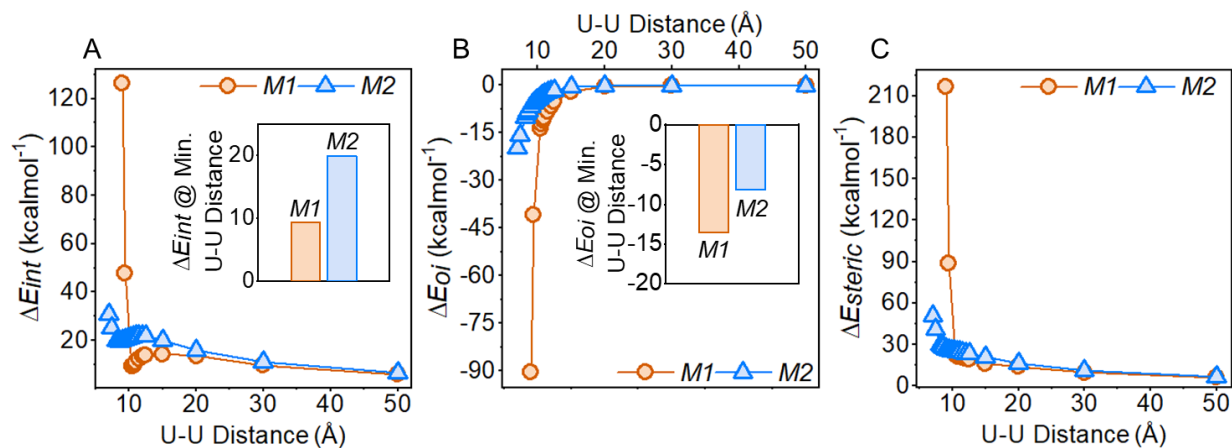 A
M1
M2
120
100
80
60
40
20
ΔEint (kcalmol⁻¹)
ΔEint @ Min.
U-U Distance
20
10
0
M1
M2
10 20 30 40 50
U-U Distance (Å)
U-U Distance (Å)
10 20 30 40 50
B
0
-15
-30
-45
-60
-75
-90
ΔEoi (kcalmol⁻¹)
ΔEoi @ Min.
U-U Distance
0
-5
-10
-15
-20
M1
M2
M1
M2
C
M1
M2
210
180
150
120
90
60
30
0
ΔEsteric (kcalmol⁻¹)
10 20 30 40 50
U-U Distance (Å)